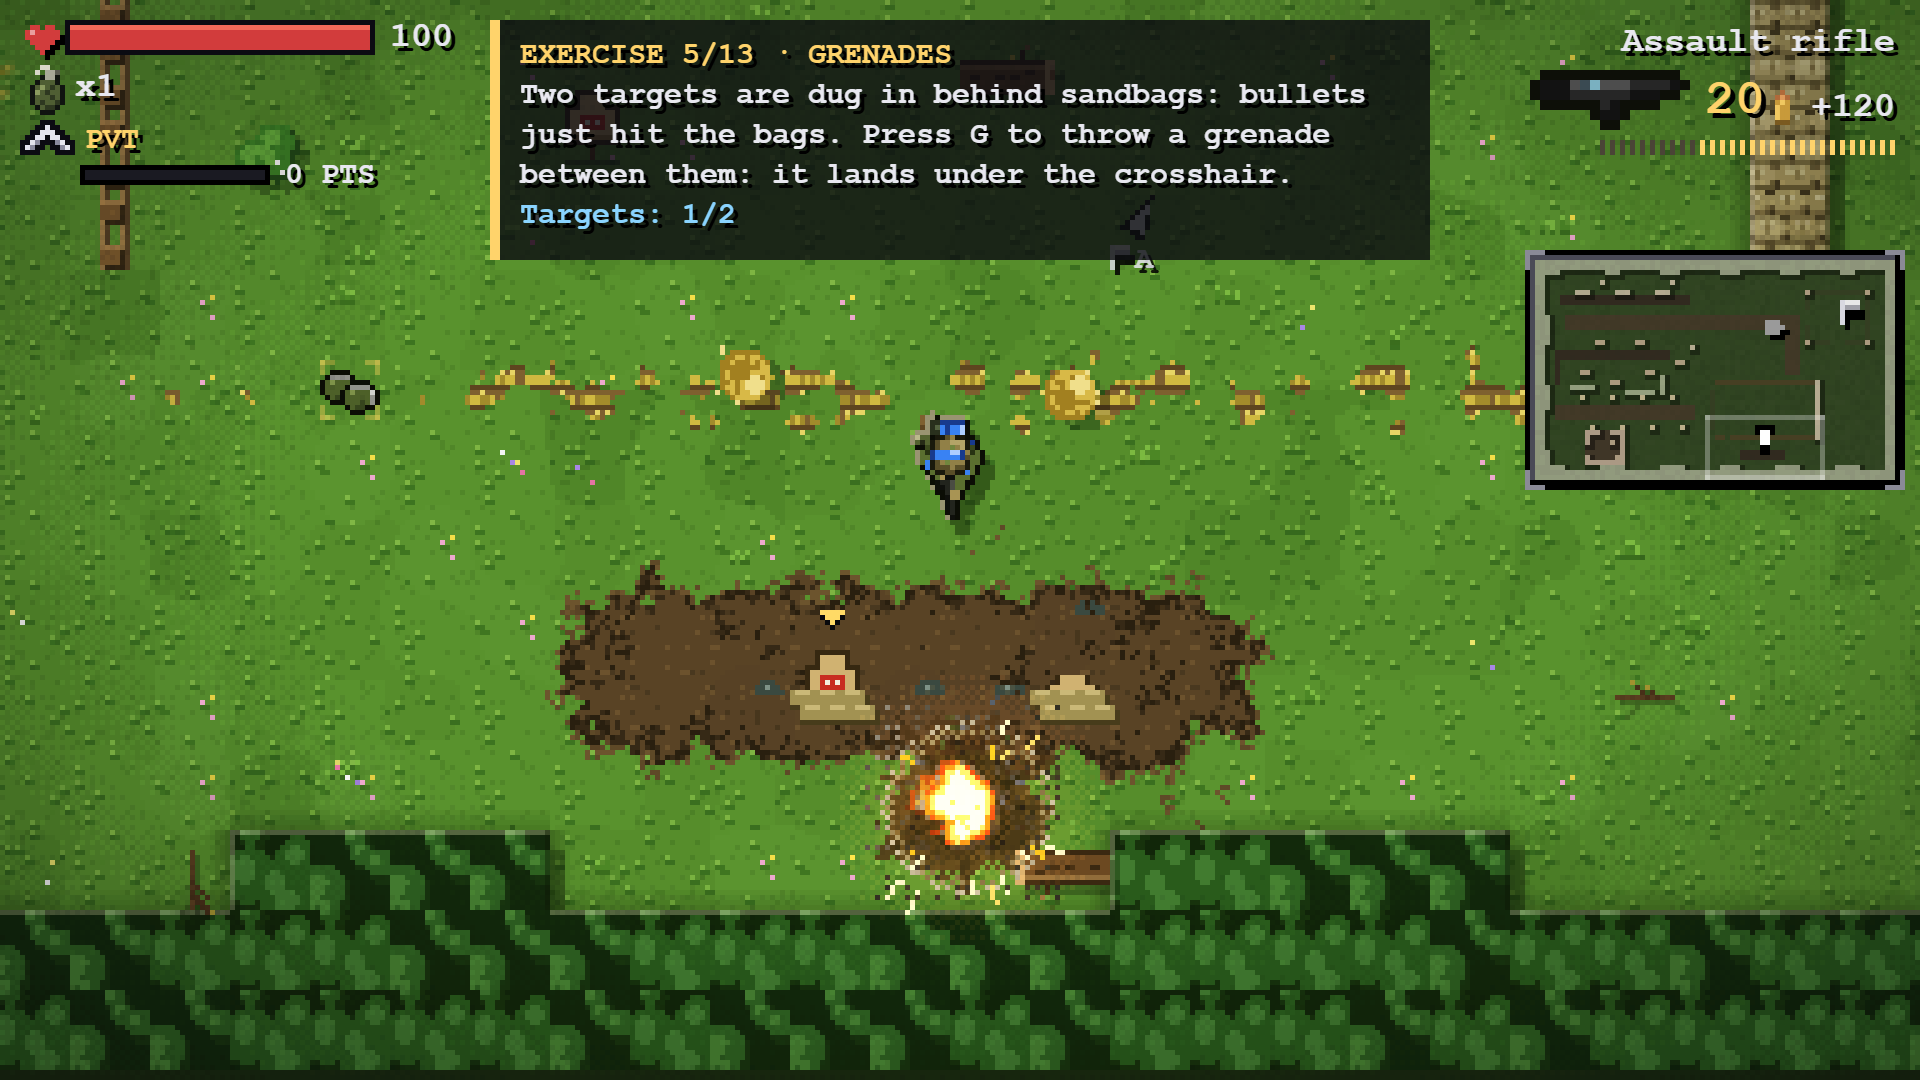 100
x1
PVT
0 PTS
EXERCISE 5/13 · GRENADES
Two targets are dug in behind sandbags: bullets
just hit the bags. Press G to throw a grenade
between them: it lands under the crosshair.
Targets: 1/2
A
Assault rifle
20 +120